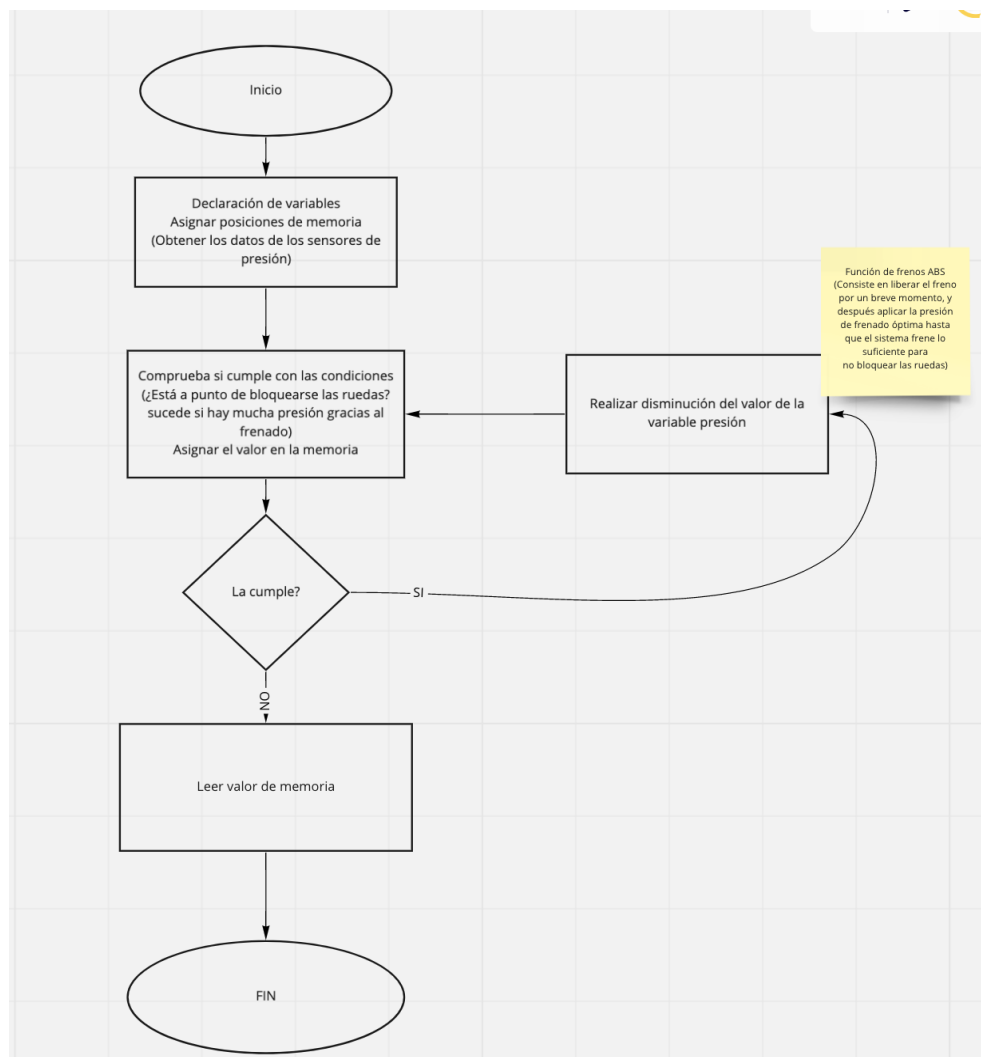 Inicio
Declaración de variables
Asignar posiciones de memoria
(Obtener los datos de los sensores de
presión)
Función de frenos ABS
(Consiste en liberar el freno
por un breve momento, y
después aplicar la presión
de frenado óptima hasta
que el sistema frene lo
suficiente para
no bloquear las ruedas)
Comprueba si cumple con las condiciones
(¿Está a punto de bloquearse las ruedas?
sucede si hay mucha presión gracias al
frenado)
Asignar el valor en la memoria
Realizar disminución del valor de la
variable presión
La cumple?
SI
NO
Leer valor de memoria
FIN